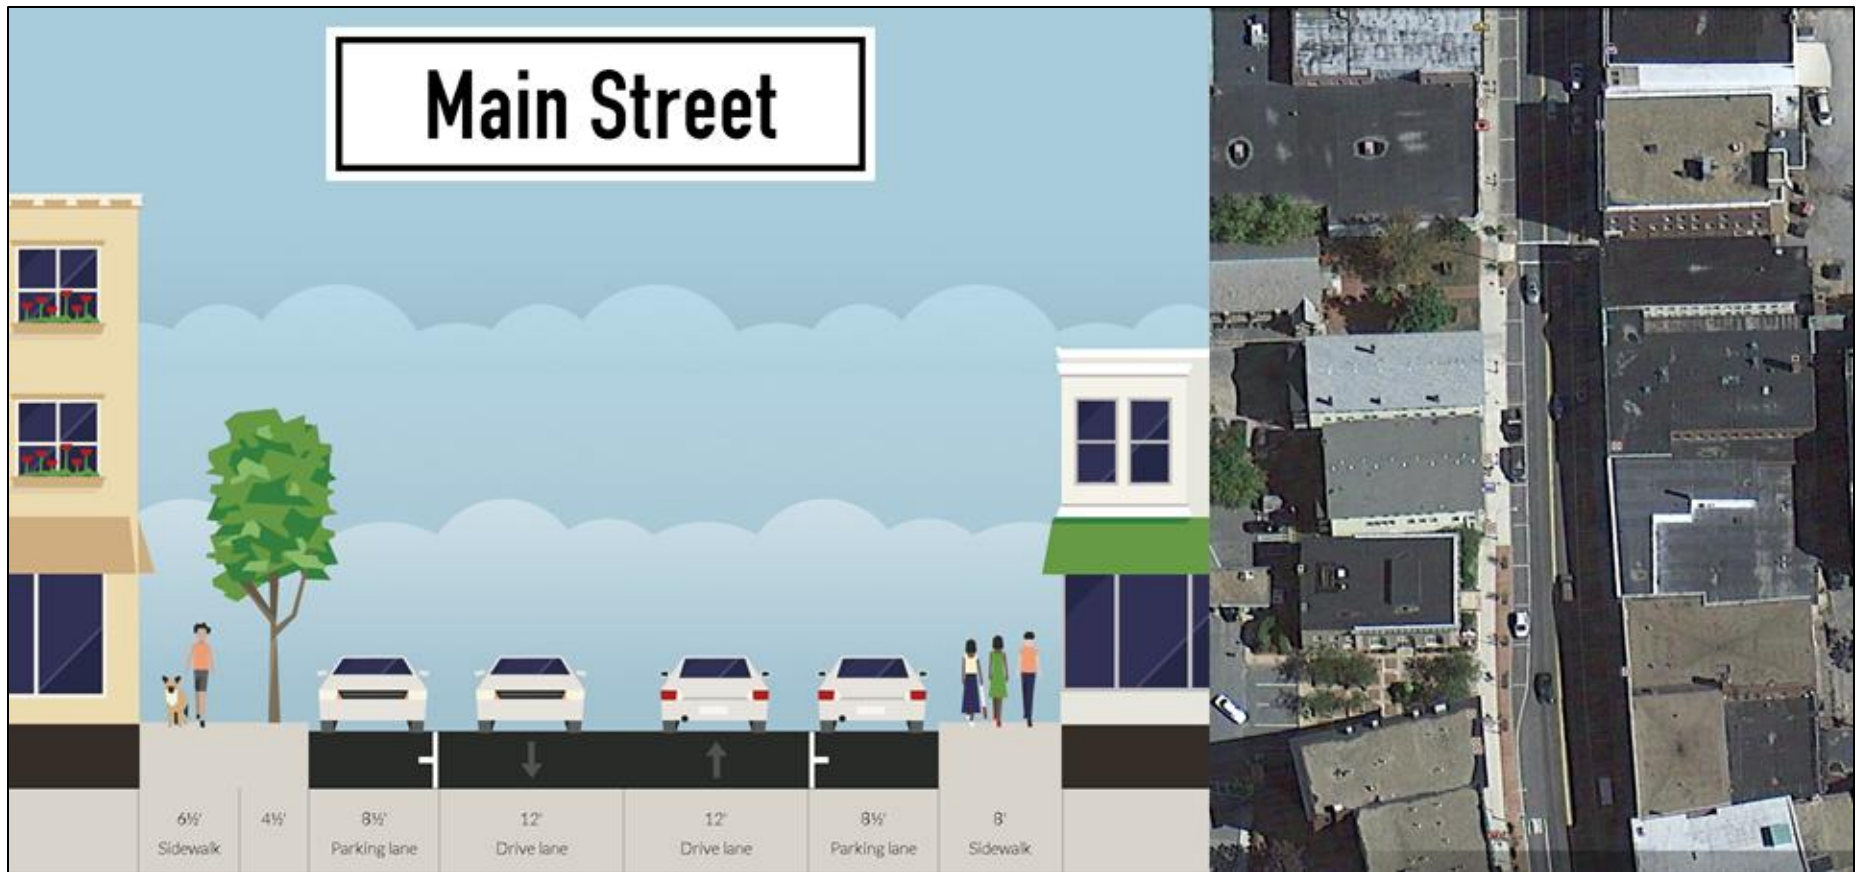 Main Street
6½' 4½' 8½' 12' 12' 8½' 8'
Sidewalk Parking lane Drive lane Drive lane Parking lane Sidewalk